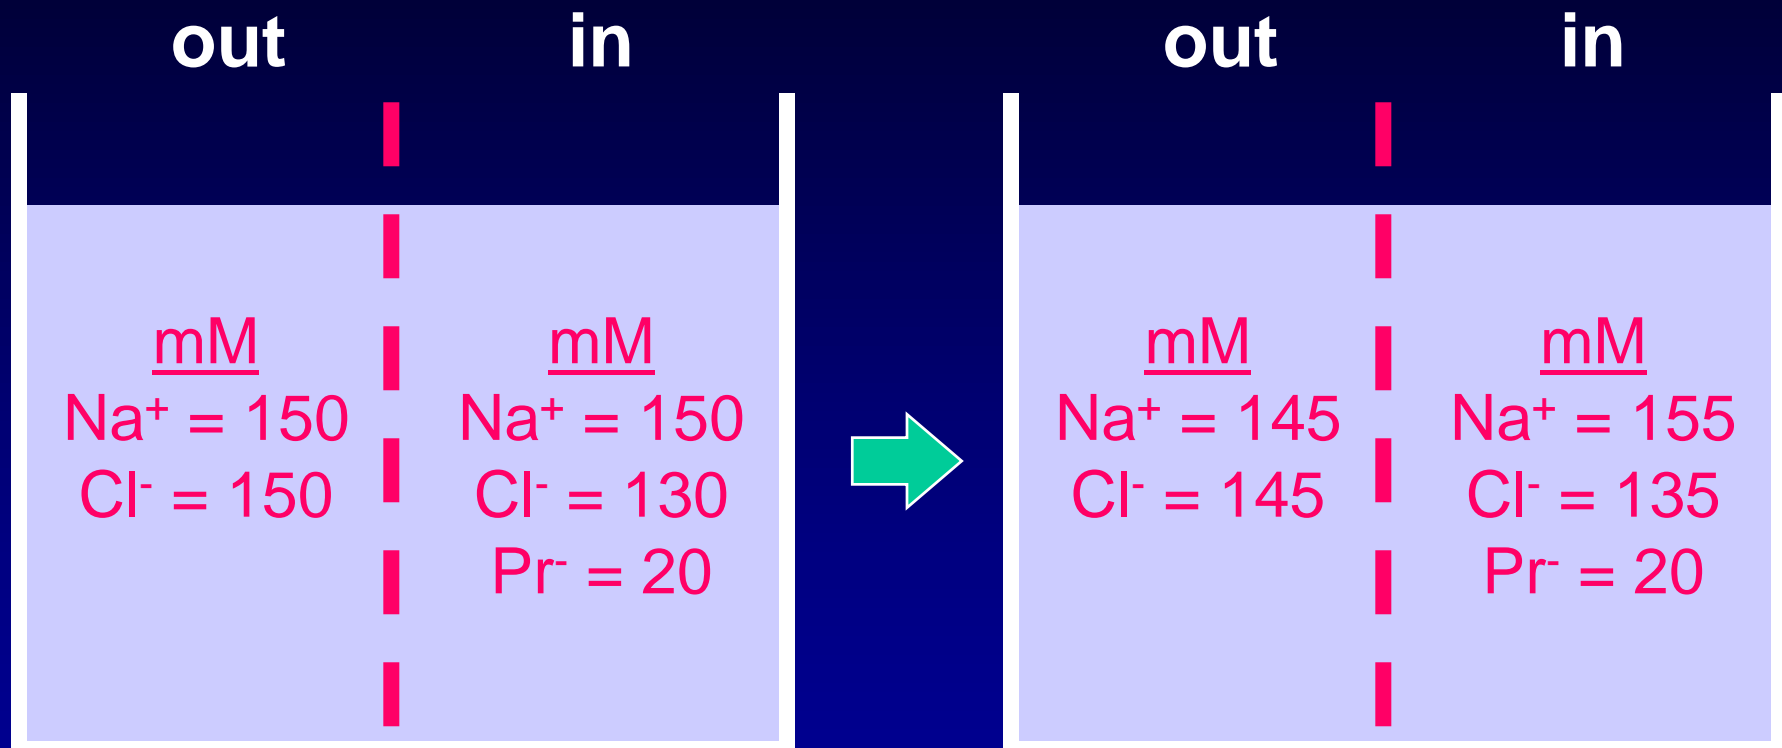 out in out in
mM mM mM mM
Na⁺ = 150 Na⁺ = 150 Na⁺ = 145 Na⁺ = 155
Cl⁻ = 150 Cl⁻ = 130 Cl⁻ = 145 Cl⁻ = 135
Pr⁻ = 20 Pr⁻ = 20